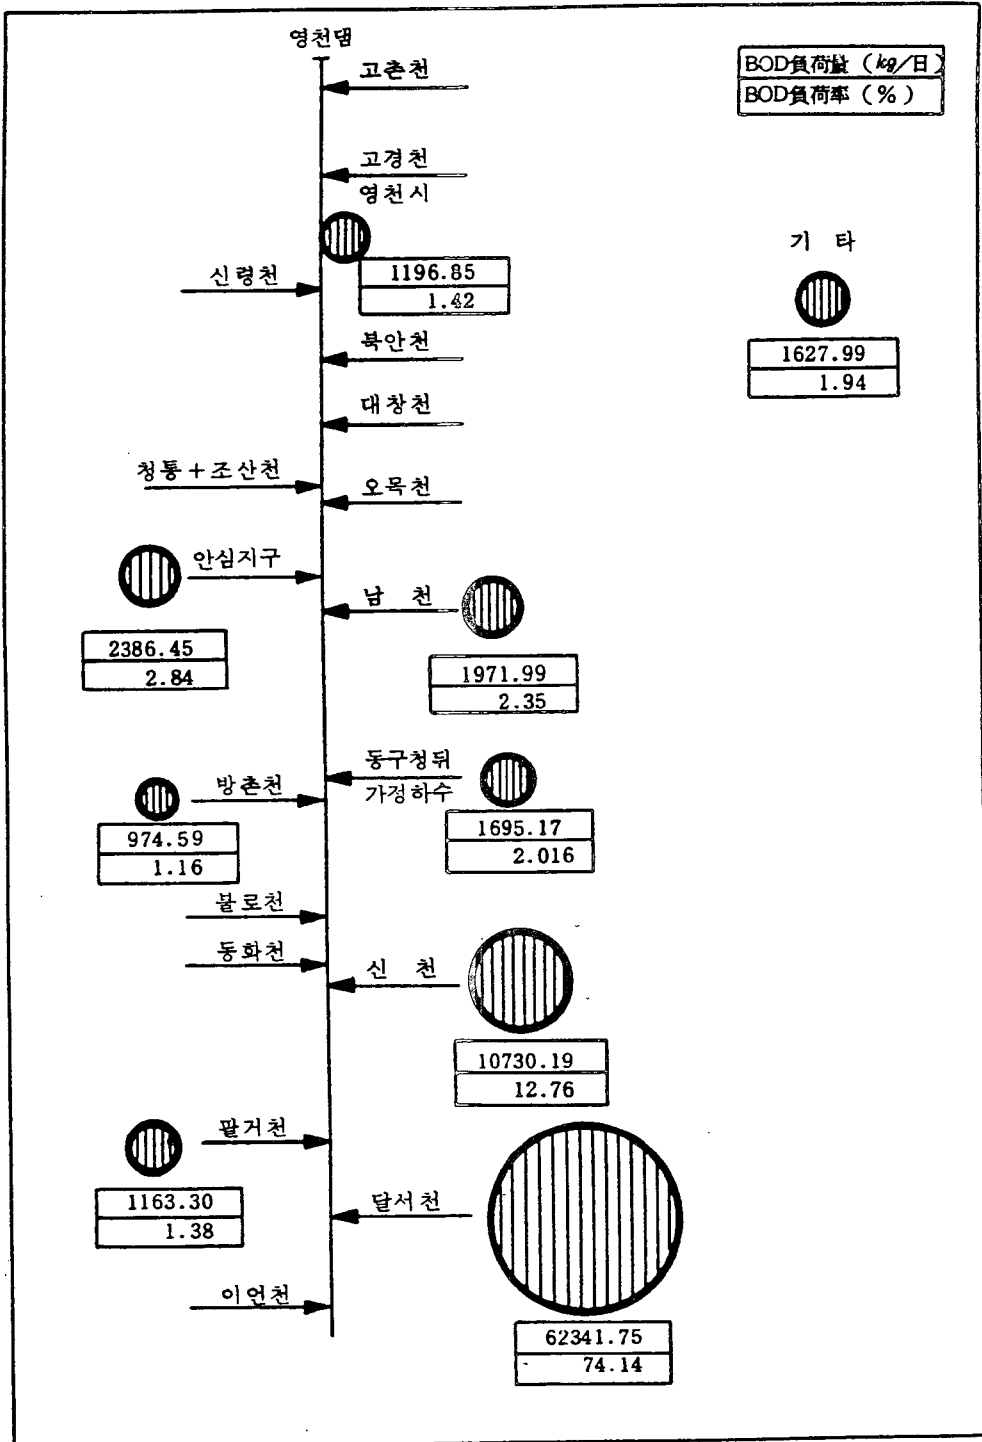 영천댐
고촌천
BOD負荷量 (kg/日)
BOD負荷率 (%)
고경천
영천시
1196.85
1.42
기 타
1627.99
1.94
신령천
북안천
대창천
청통+조산천
오목천
안심지구
2386.45
2.84
남 천
1971.99
2.35
동구청뒤
가정하수
1695.17
2.016
방촌천
974.59
1.16
불로천
동화천
신 천
10730.19
12.76
팔거천
1163.30
1.38
달서천
62341.75
74.14
이언천